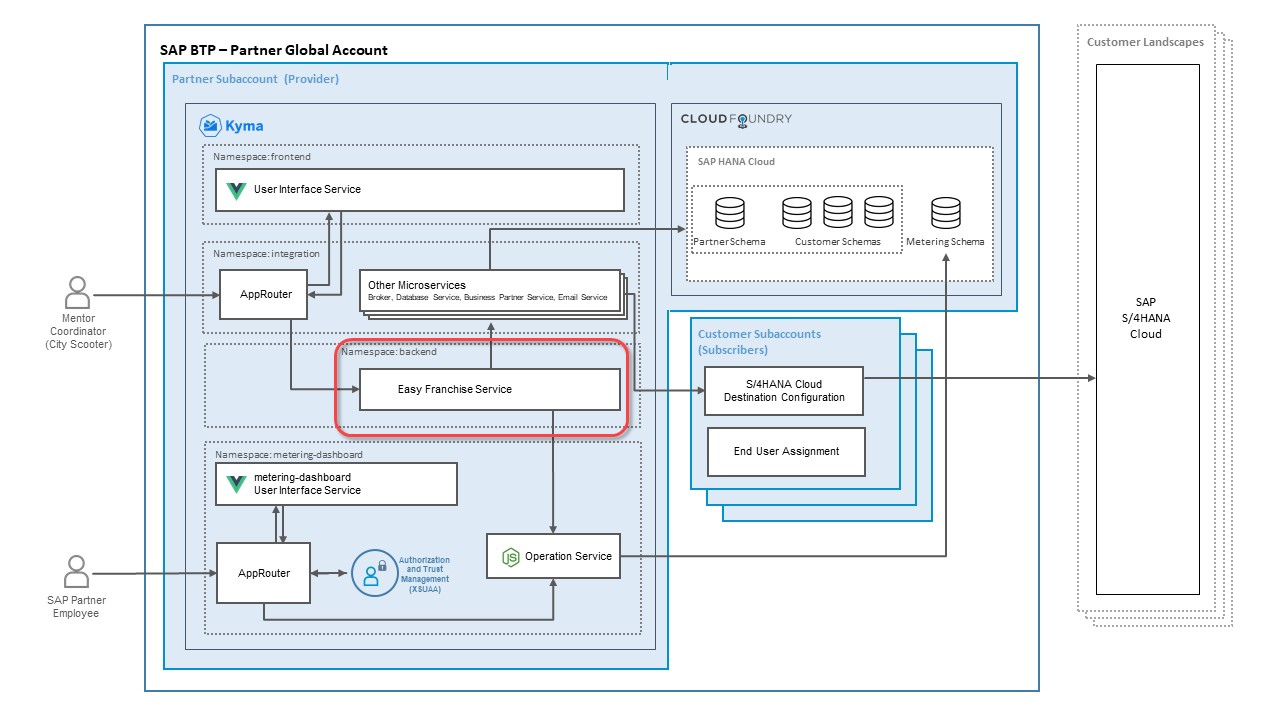 SAP BTP – Partner Global Account
Customer Landscapes
Partner Subaccount (Provider)
Kyma
CLOUD FOUNDRY
Namespace: frontend
User Interface Service
SAP HANA Cloud
Partner Schema
Customer Schemas
Metering Schema
Namespace: integration
AppRouter
Other Microservices
Broker, Database Service, Business Partner Service, Email Service
Mentor
Coordinator
(City Scooter)
SAP
S/4HANA
Cloud
Customer Subaccounts
(Subscribers)
Namespace: backend
Easy Franchise Service
S/4HANA Cloud
Destination Configuration
End User Assignment
Namespace: metering-dashboard
metering-dashboard
User Interface Service
AppRouter
Authorization
and Trust
Management
(XSUAA)
JS
Operation Service
SAP Partner
Employee